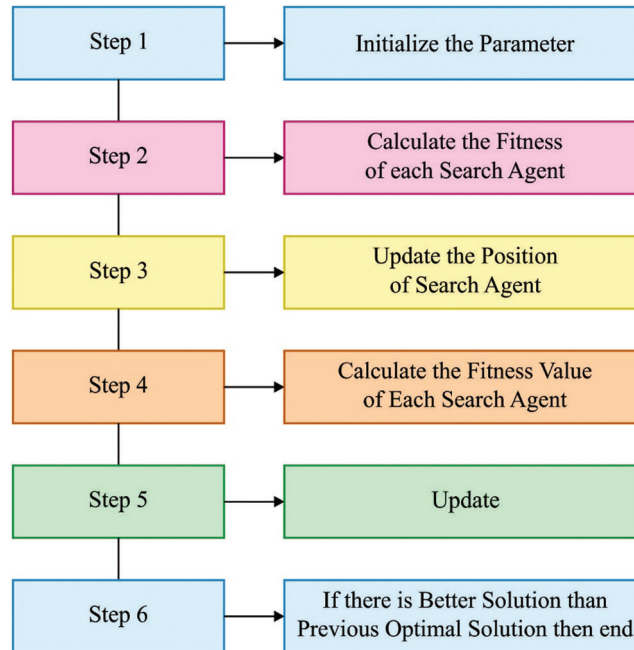 Step 1
Initialize the Parameter
Step 2
Calculate the Fitness
of each Search Agent
Step 3
Update the Position
of Search Agent
Step 4
Calculate the Fitness Value
of Each Search Agent
Step 5
Update
Step 6
If there is Better Solution than
Previous Optimal Solution then end